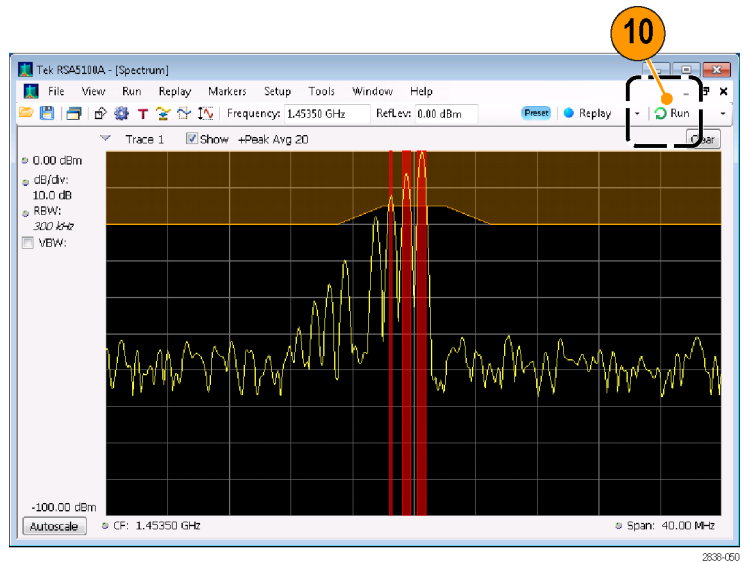 10
Tek RSA5100A - [Spectrum]
File View Run Replay Markers Setup Tools Window Help
Frequency: 1.45350 GHz RefLev: 0.00 dBm Preset Replay Run
Trace 1 Show +Peak Avg 20 Clear
0.00 dBm
dB/div:
10.0 dB
RBW:
300 kHz
VBW:
-100.00 dBm
Autoscale CF: 1.45350 GHz Span: 40.00 MHz
2838-050